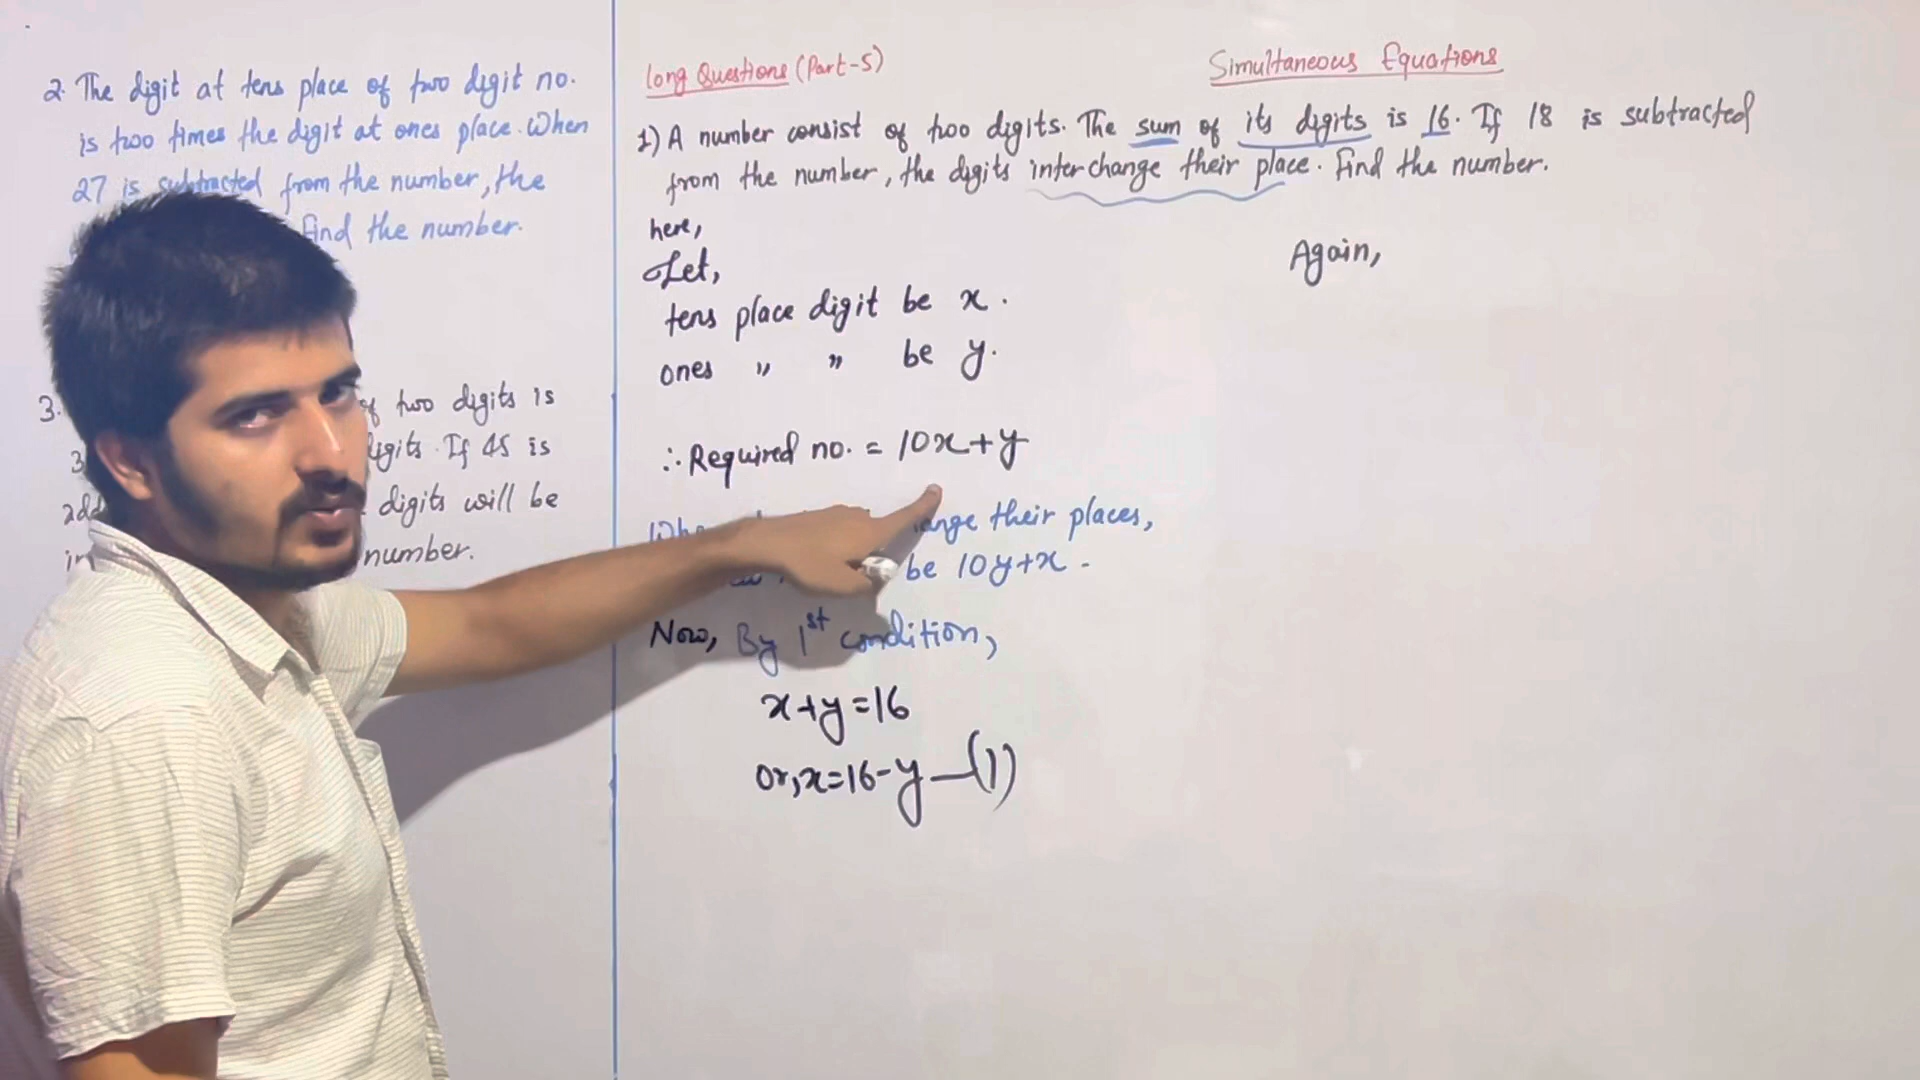 2. The digit at tens place of two digit no.
is two times the digit at ones place. When
27 is subtracted from the number, the
find the number.
3.
of two digits is
digits. If 45 is
add digits will be
in number.
Long Questions (Part-5)
Simultaneous Equations
1) A number consist of two digits. The sum of its digits is 16. If 18 is subtracted
from the number, the digits interchange their place. Find the number.
here,
Let,
tens place digit be x.
ones " " be y.
∴ Required no. = 10x+y
their places,
be 10y+x.
Now, By 1st condition,
x+y=16
or, x=16-y —(1)
Again,